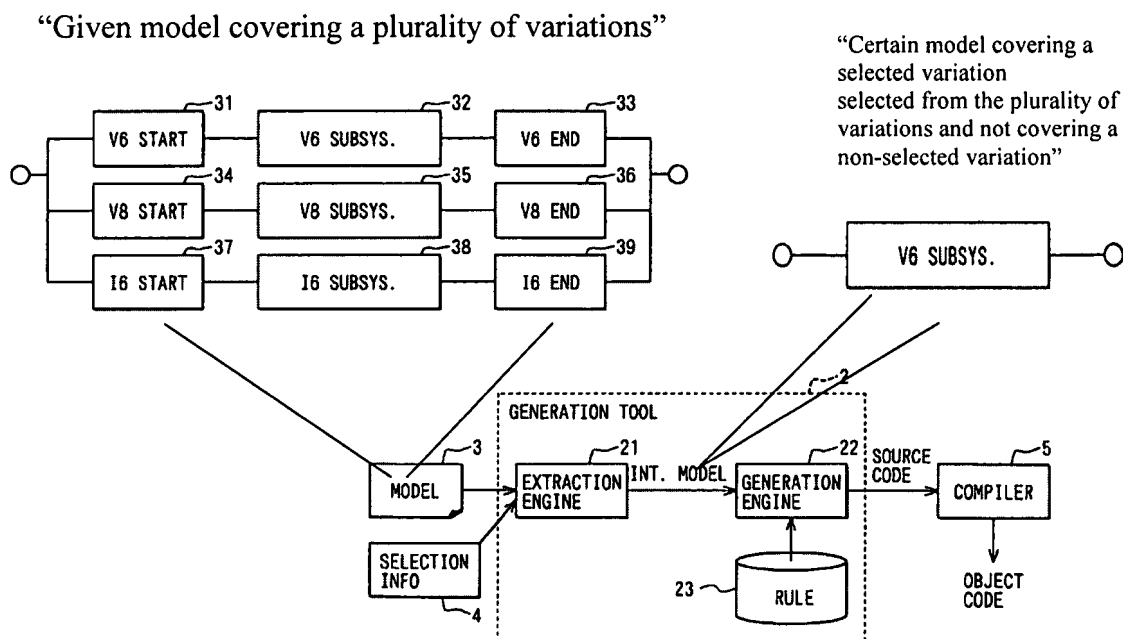 “Given model covering a plurality of variations”
“Certain model covering a
selected variation
selected from the plurality of
variations and not covering a
non-selected variation”
31
32
33
V6 START
V6 SUBSYS.
V6 END
34
35
36
V8 START
V8 SUBSYS.
V8 END
37
38
39
I6 START
I6 SUBSYS.
I6 END
V6 SUBSYS.
2
GENERATION TOOL
3
21
22
5
MODEL
EXTRACTION
ENGINE
INT. MODEL
GENERATION
ENGINE
SOURCE
CODE
COMPILER
SELECTION
INFO
4
23
RULE
OBJECT
CODE